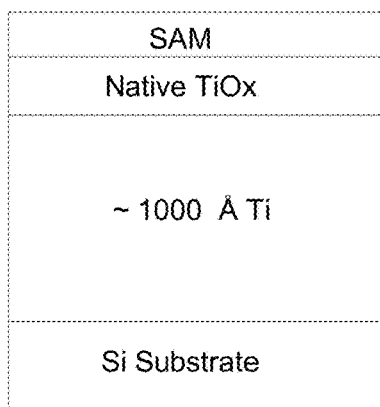 SAM
Native TiOx
~ 1000 Å Ti
Si Substrate